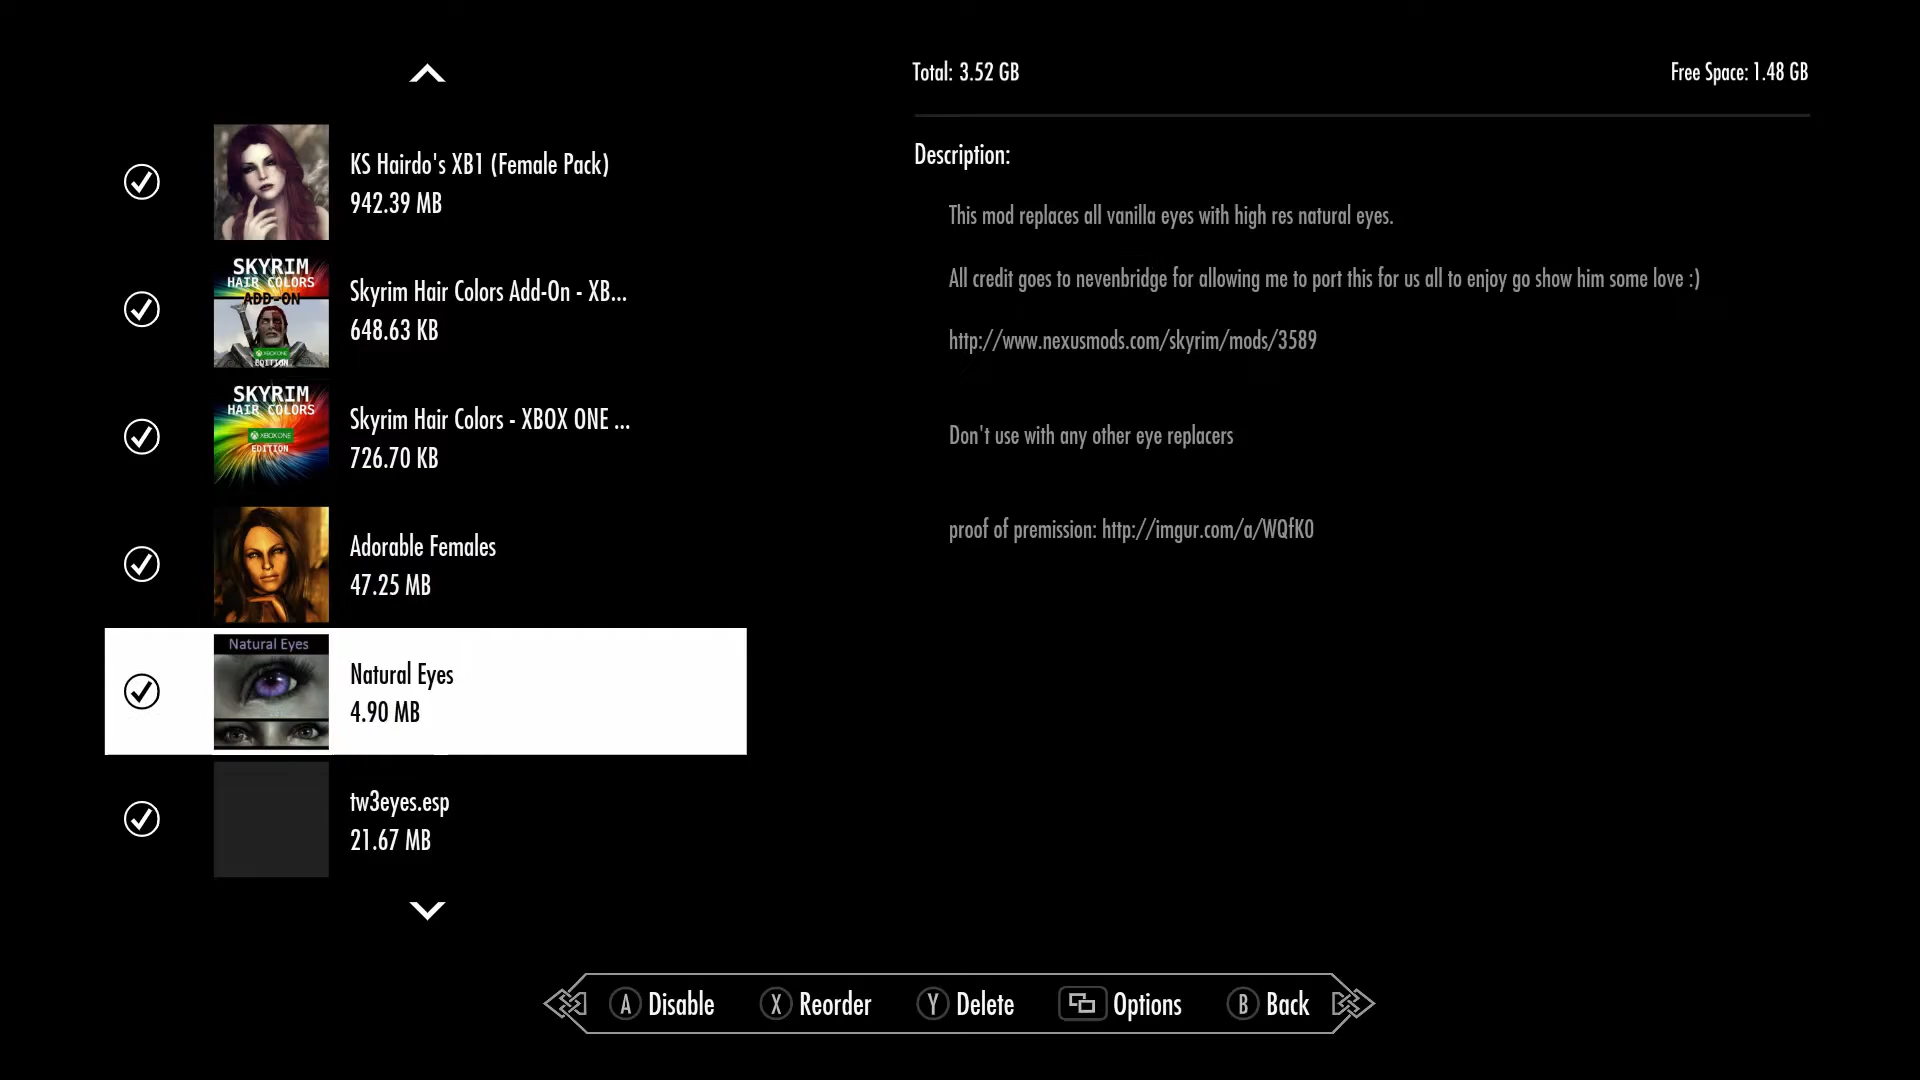 Total: 3.52 GB
Free Space: 1.48 GB
KS Hairdo's XB1 (Female Pack)
942.39 MB
SKYRIM
HAIR COLORS
ADD-ON
XBOX ONE
EDITION
Skyrim Hair Colors Add-On - XB...
648.63 KB
SKYRIM
HAIR COLORS
XBOX ONE
EDITION
Skyrim Hair Colors - XBOX ONE ...
726.70 KB
Adorable Females
47.25 MB
Natural Eyes
Natural Eyes
4.90 MB
tw3eyes.esp
21.67 MB
Description:
This mod replaces all vanilla eyes with high res natural eyes.
All credit goes to nevenbridge for allowing me to port this for us all to enjoy go show him some love :)
http://www.nexusmods.com/skyrim/mods/3589
Don't use with any other eye replacers
proof of premission: http://imgur.com/a/WQfK0
A Disable X Reorder Y Delete Options B Back